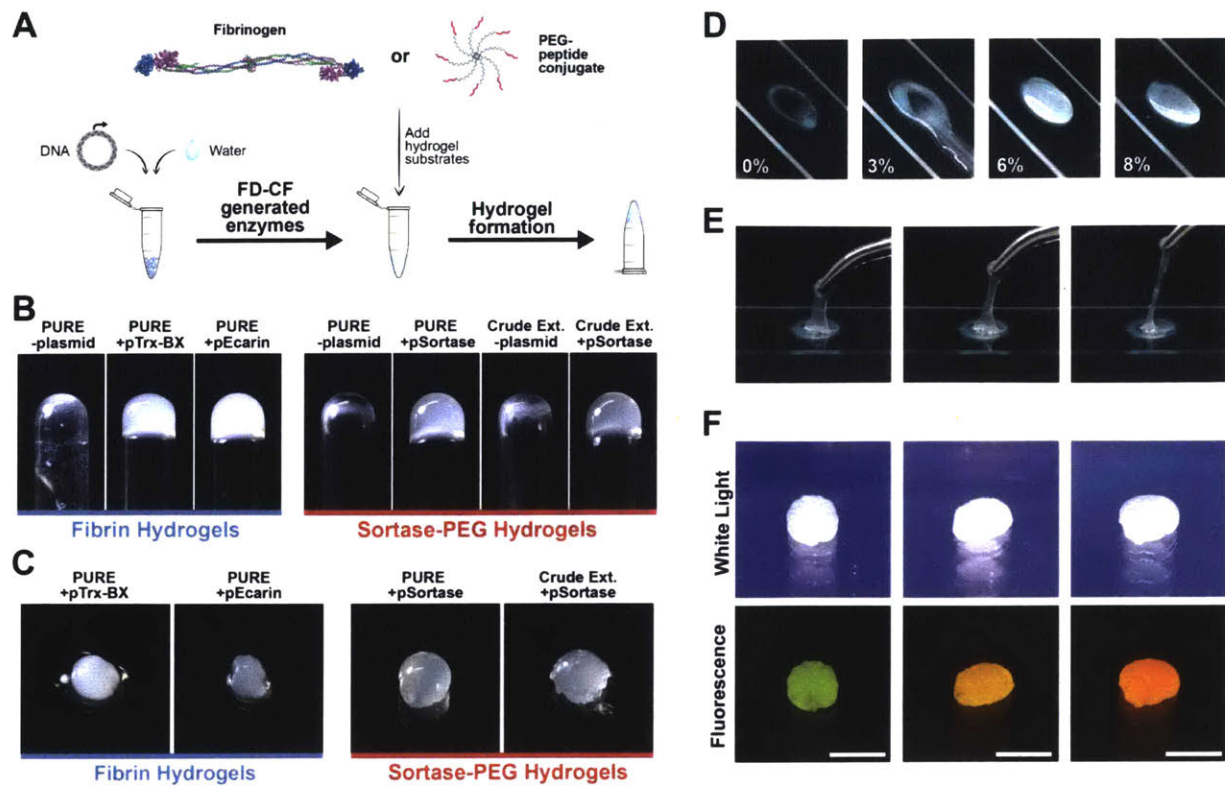 A
Fibrinogen
or
PEG-
peptide
conjugate
DNA
Water
Add
hydrogel
substrates
FD-CF
generated
enzymes
Hydrogel
formation
B
PURE
-plasmid
PURE
+pTrx-BX
PURE
+pEcarin
PURE
-plasmid
PURE
+pSortase
Crude Ext.
-plasmid
Crude Ext.
+pSortase
Fibrin Hydrogels
Sortase-PEG Hydrogels
C
PURE
+pTrx-BX
PURE
+pEcarin
PURE
+pSortase
Crude Ext.
+pSortase
Fibrin Hydrogels
Sortase-PEG Hydrogels
D
0%
3%
6%
8%
E
F
White Light
Fluorescence